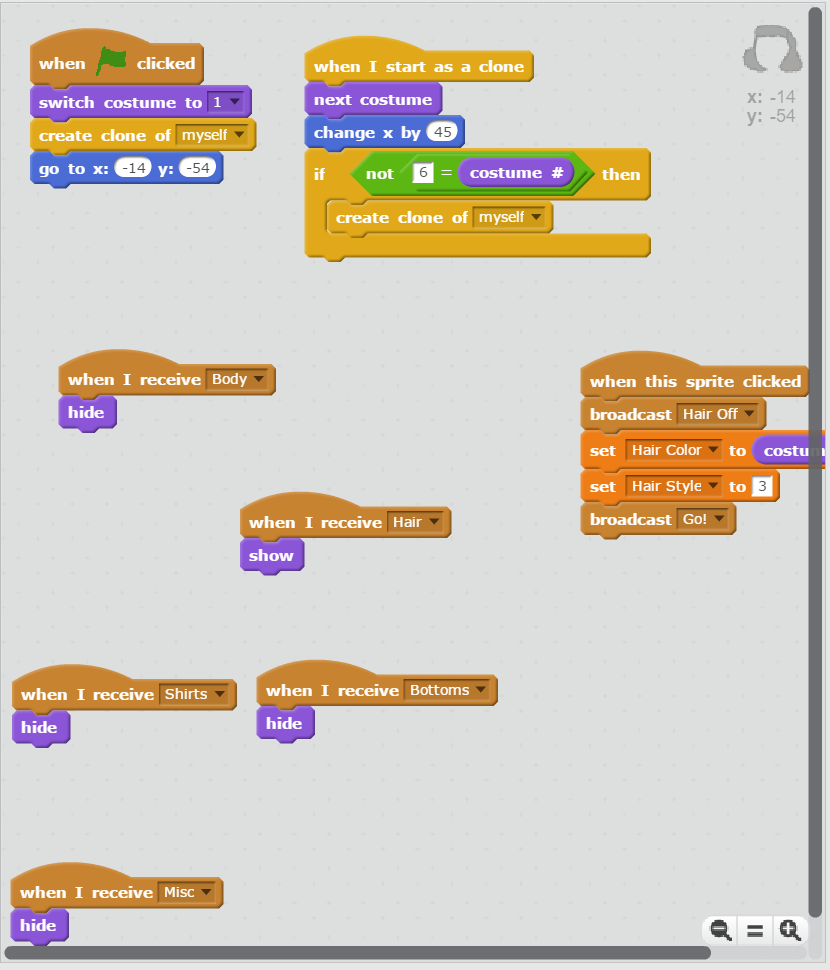 when clicked
switch costume to 1
create clone of myself
go to x: -14 y: -54
when I start as a clone
next costume
change x by 45
if not 6 = costume # then
create clone of myself
x: -14
y: -54
when I receive Body
hide
when this sprite clicked
broadcast Hair Off
set Hair Color to costum
set Hair Style to 3
broadcast Go!
when I receive Hair
show
when I receive Shirts
hide
when I receive Bottoms
hide
when I receive Misc
hide